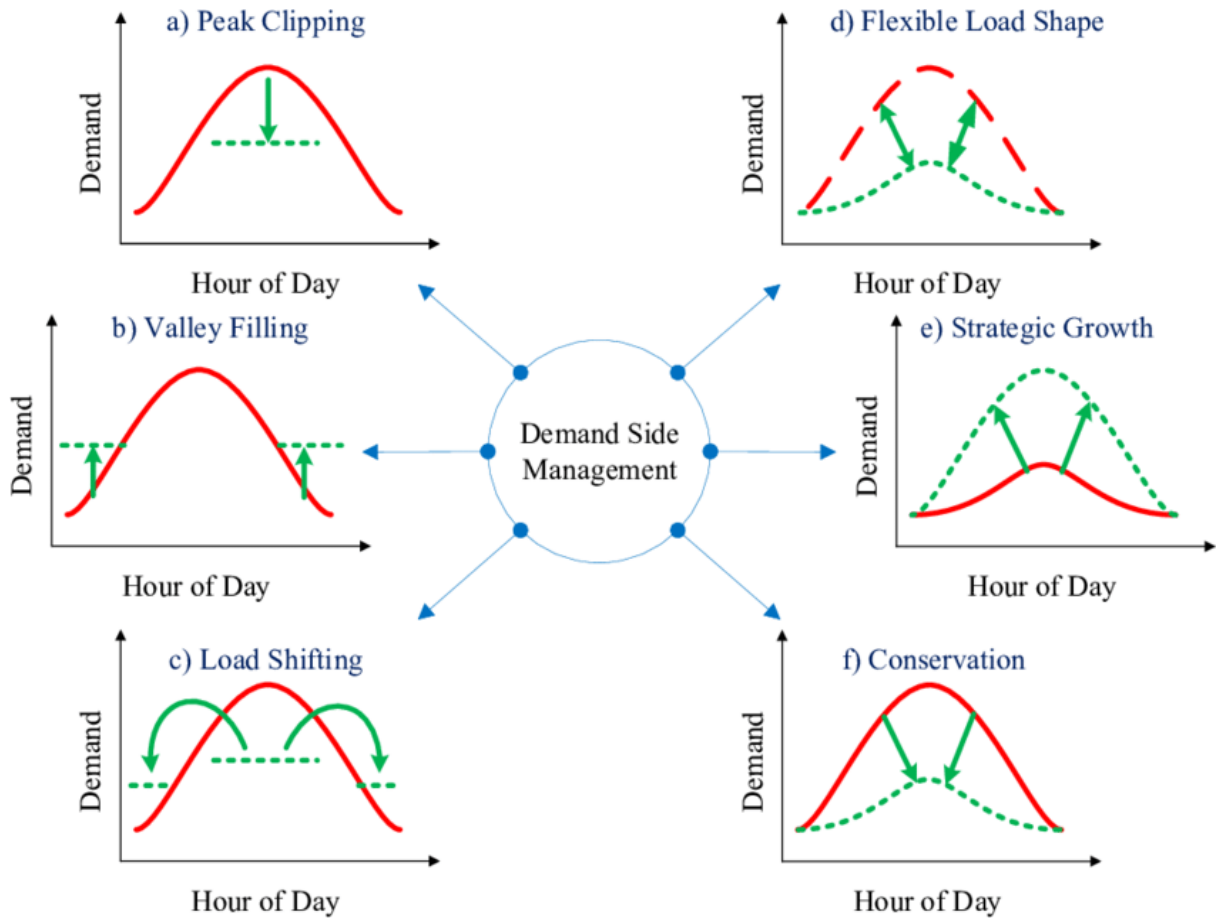 a) Peak Clipping
Demand
Hour of Day
b) Valley Filling
Demand
Hour of Day
c) Load Shifting
Demand
Hour of Day
Demand Side
Management
d) Flexible Load Shape
Demand
Hour of Day
e) Strategic Growth
Demand
Hour of Day
f) Conservation
Demand
Hour of Day